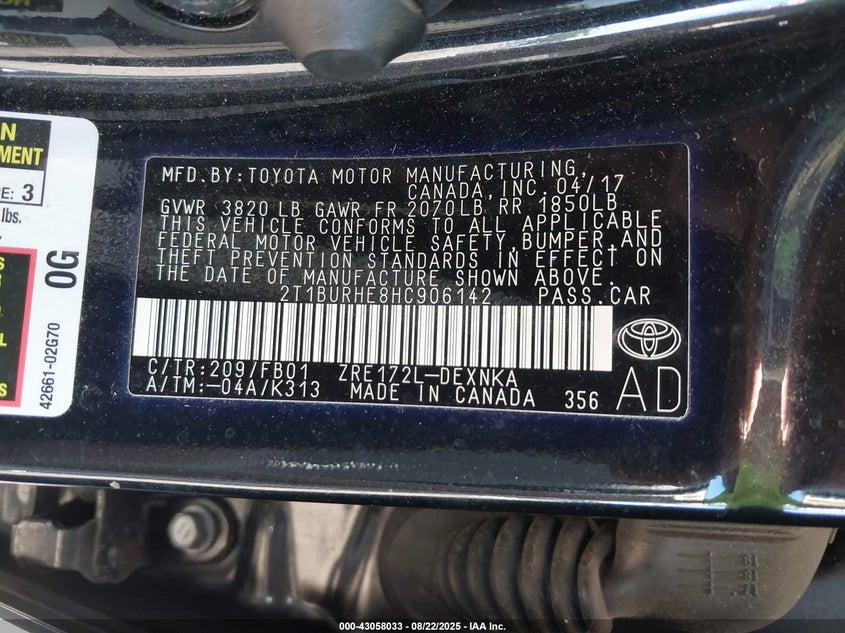 N
EMENT
E: 3
lbs.
S
0G
42661-02G70
MFD.BY:TOYOTA MOTOR MANUFACTURING,
CANADA, INC. 04/17
GVWR 3820 LB GAWR FR 2070LB RR 1850LB
THIS VEHICLE CONFORMS TO ALL APPLICABLE
FEDERAL MOTOR VEHICLE SAFETY,BUMPER,AND
THEFT PREVENTION STANDARDS IN EFFECT ON
THE DATE OF MANUFACTURE SHOWN ABOVE.
2T1BURHE8HC906142 PASS.CAR
C/TR:209/FB01 ZRE172L-DEXNKA
A/TM:-04A/K313 MADE IN CANADA 356
AD
000-43058033 - 08/22/2025 - IAA Inc.